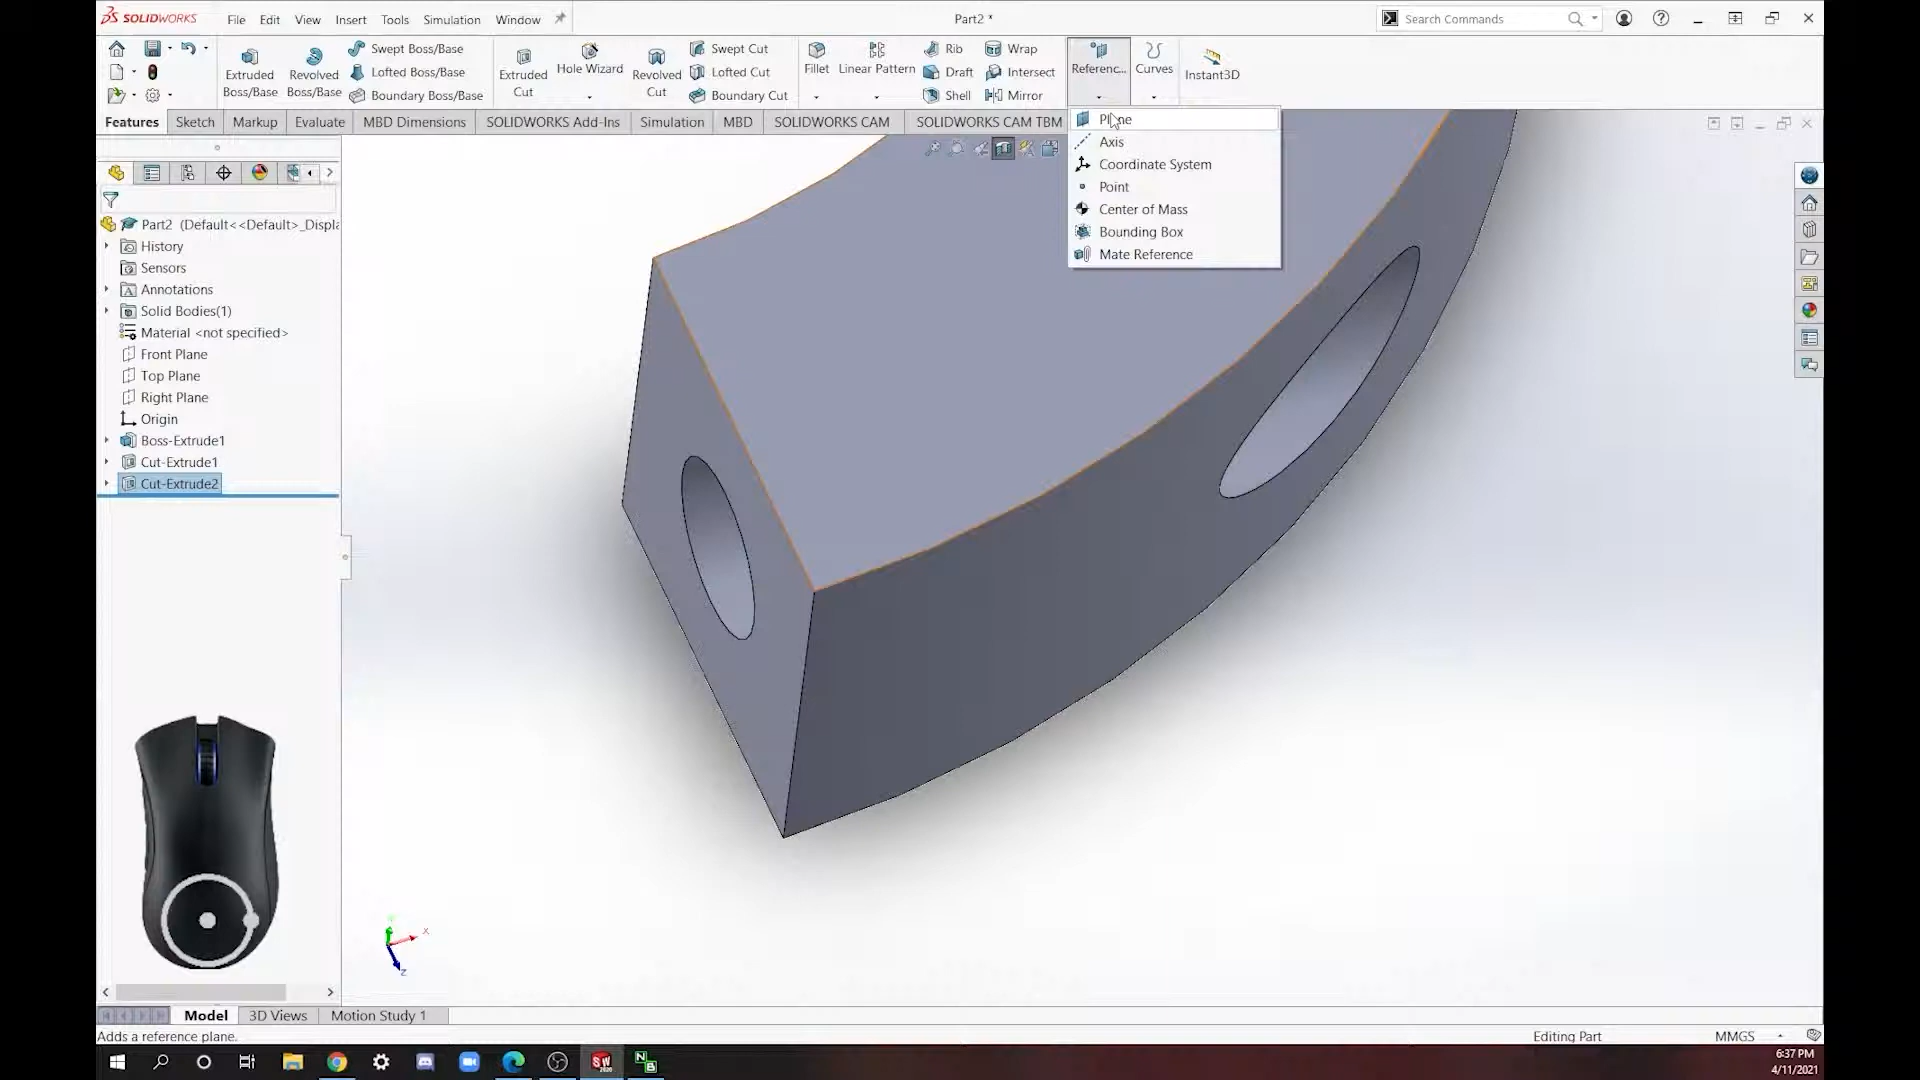 SOLIDWORKS File Edit View Insert Tools Simulation Window Part2 * Search Commands
Extruded Boss/Base
Revolved Boss/Base
Swept Boss/Base
Lofted Boss/Base
Boundary Boss/Base
Extruded Cut
Hole Wizard
Revolved Cut
Swept Cut
Lofted Cut
Boundary Cut
Fillet
Linear Pattern
Rib
Draft
Shell
Wrap
Intersect
Mirror
Referenc...
Curves
Instant3D
Features Sketch Markup Evaluate MBD Dimensions SOLIDWORKS Add-Ins Simulation MBD SOLIDWORKS CAM SOLIDWORKS CAM TBM
Plane
Axis
Coordinate System
Point
Center of Mass
Bounding Box
Mate Reference
Part2 (Default<<Default>_Displa
History
Sensors
Annotations
Solid Bodies(1)
Material <not specified>
Front Plane
Top Plane
Right Plane
Origin
Boss-Extrude1
Cut-Extrude1
Cut-Extrude2
X
Z
Model 3D Views Motion Study 1
Adds a reference plane. Editing Part MMGS
6:37 PM
4/11/2021